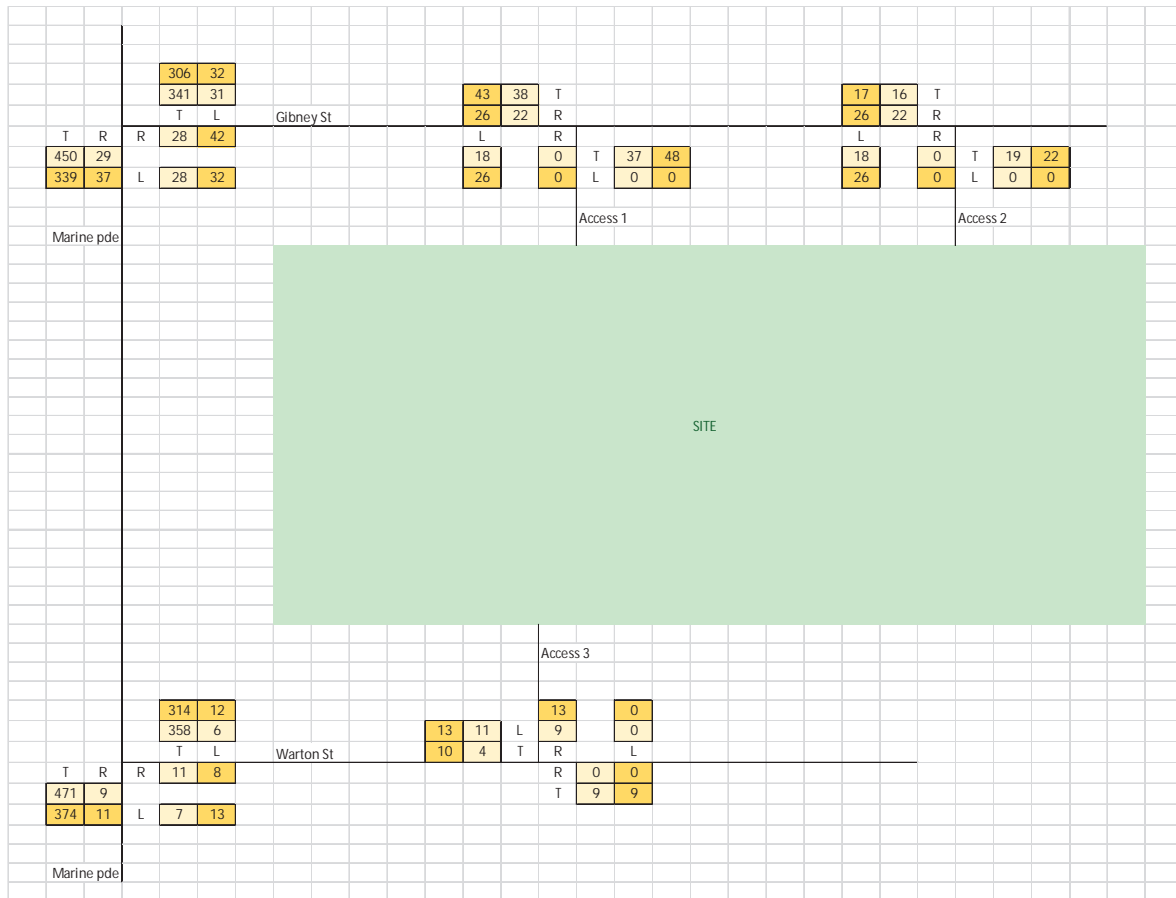 306 32 43 38 T 17 16 T
341 31 26 22 R 26 22 R
T L Gibney St
T R R 28 42 L R L R
450 29 18 0 T 37 48 18 0 T 19 22
339 37 L 28 32 26 0 L 0 0 26 0 L 0 0
Access 1 Access 2
Marine pde
SITE
Access 3
314 12 13 0
358 6 13 11 L 9 0
T L Warton St 10 4 T R L
T R R 11 8 R 0 0
471 9 T 9 9
374 11 L 7 13
Marine pde